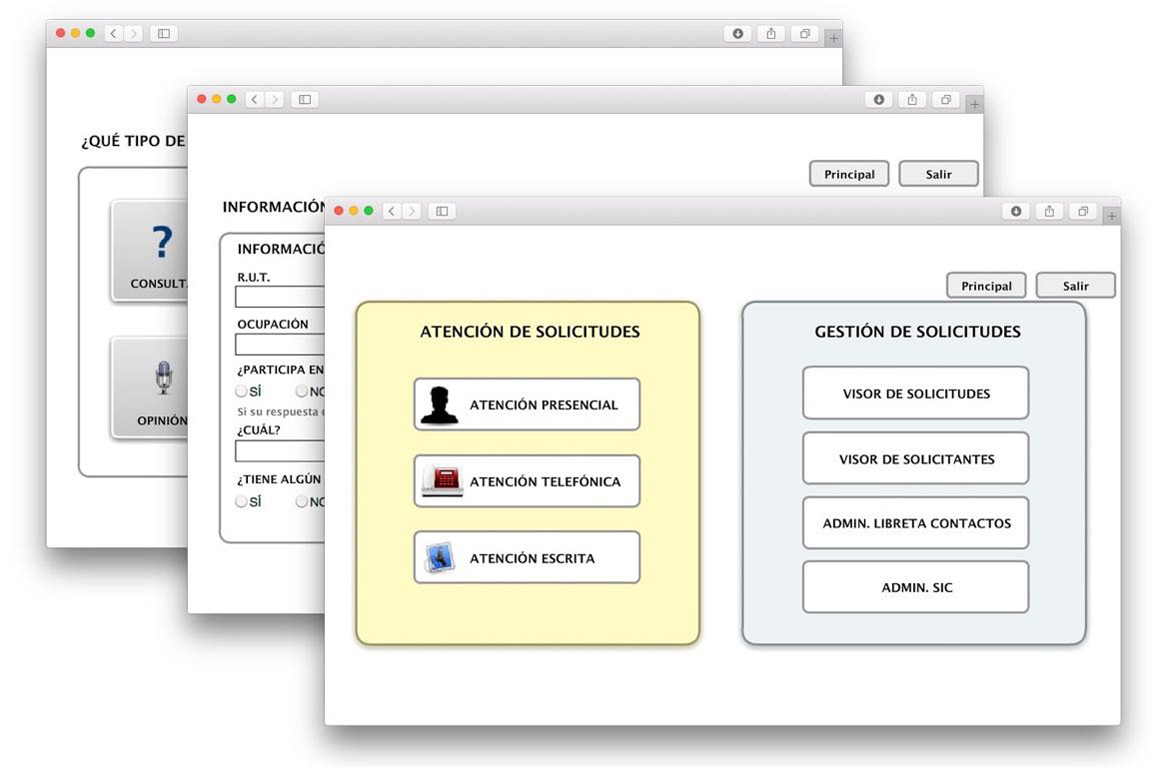 ¿QUÉ TIPO DE
CONSULT
OPINIÓN
Principal
Salir
INFORMACIÓN
INFORMACIÓ
R.U.T.
OCUPACIÓN
¿PARTICIPA EN
SÍ
NO
Si su respuesta
¿CUÁL?
¿TIENE ALGÚN
SÍ
NO
Principal
Salir
ATENCIÓN DE SOLICITUDES
ATENCIÓN PRESENCIAL
ATENCIÓN TELEFÓNICA
ATENCIÓN ESCRITA
GESTIÓN DE SOLICITUDES
VISOR DE SOLICITUDES
VISOR DE SOLICITANTES
ADMIN. LIBRETA CONTACTOS
ADMIN. SIC